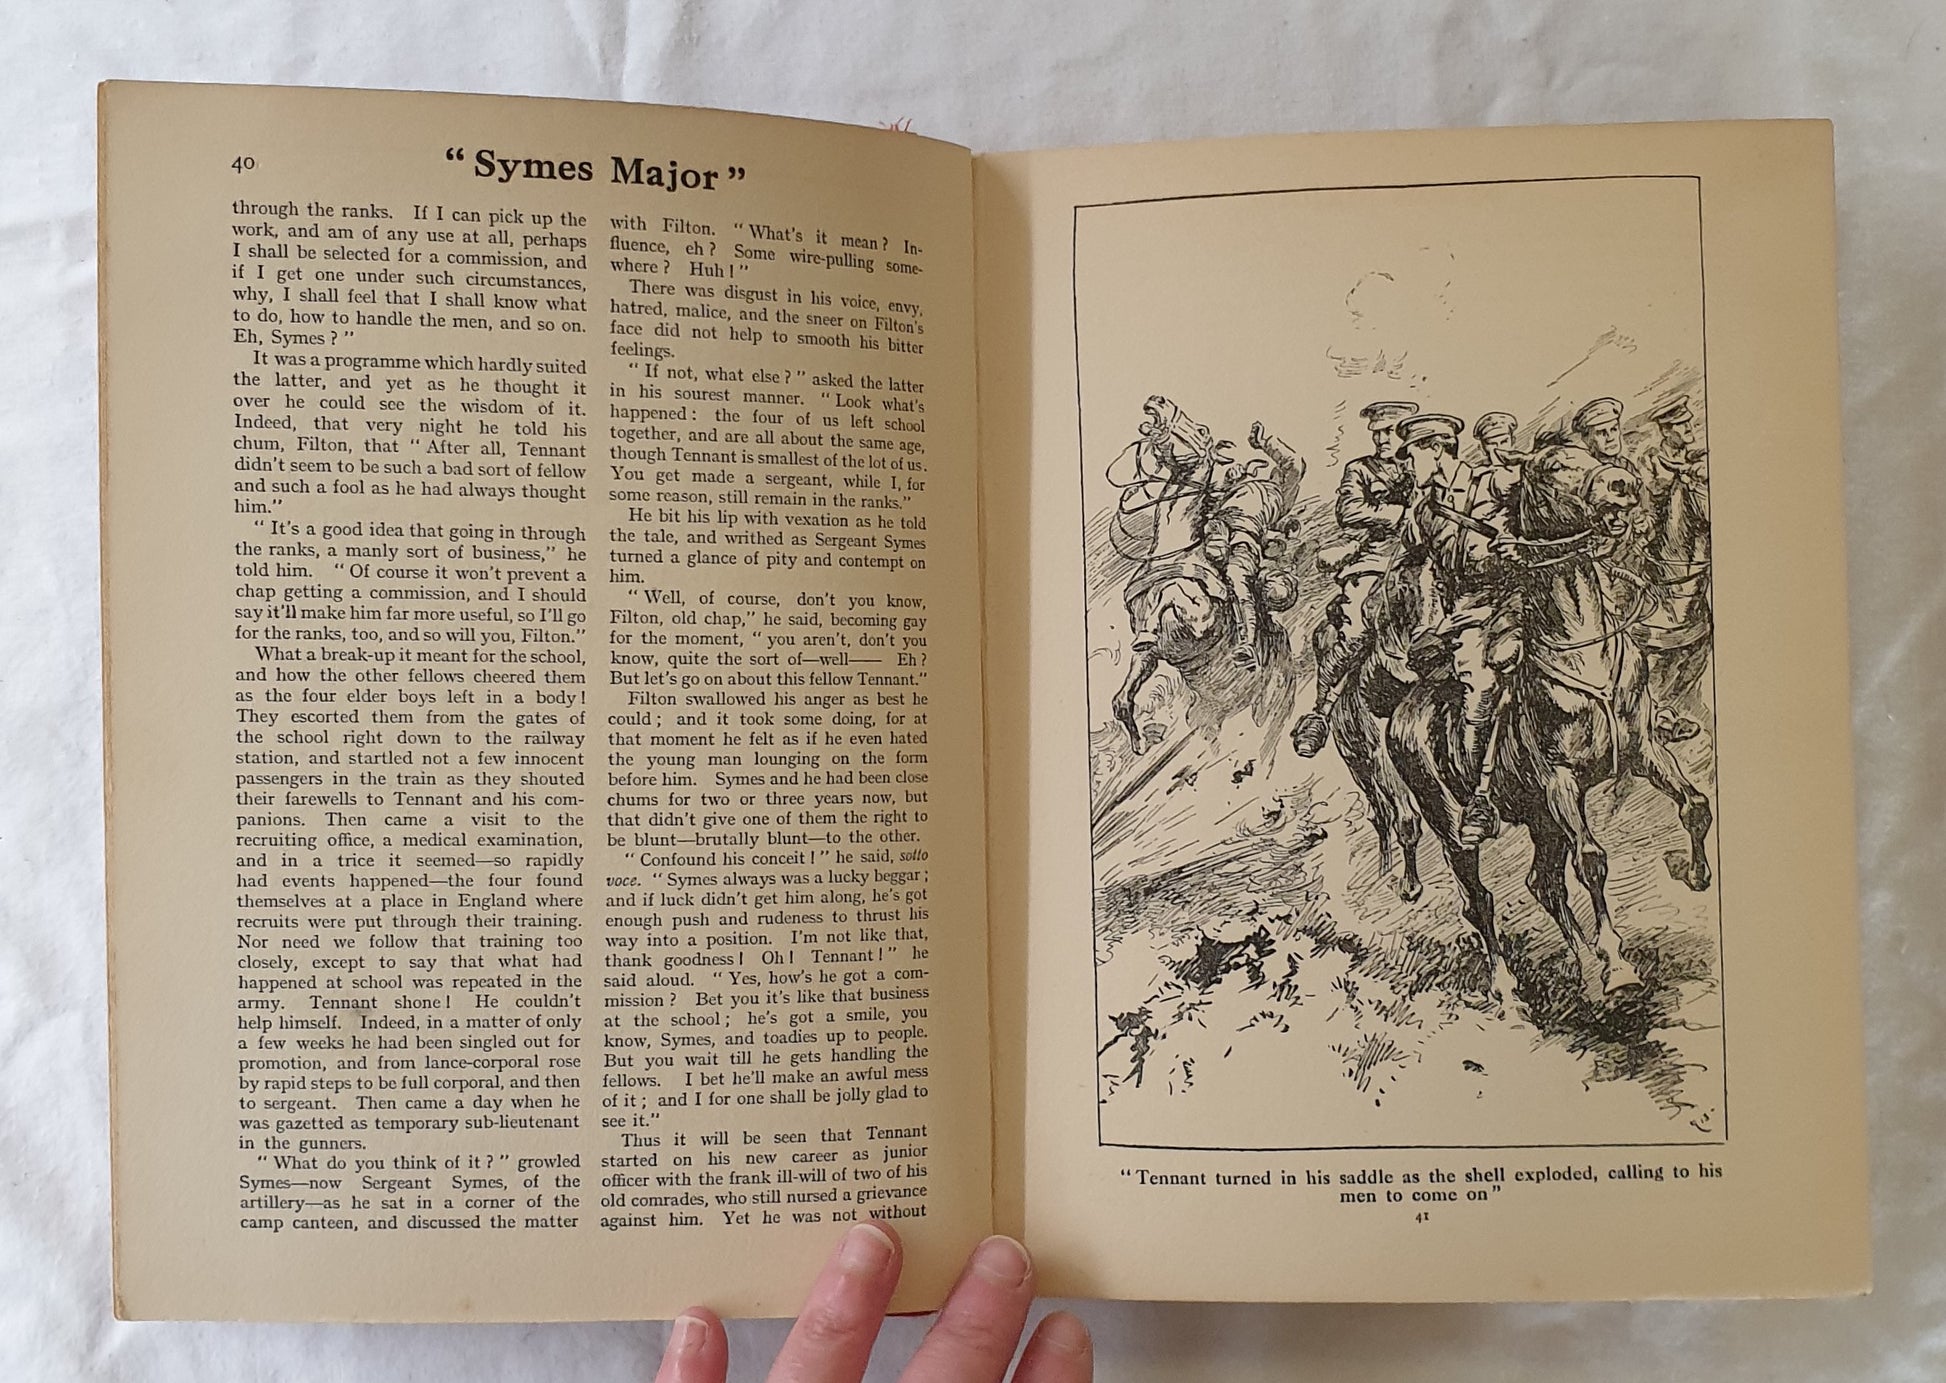 40
“Symes Major”
through the ranks. If I can pick up the
work, and am of any use at all, perhaps
I shall be selected for a commission, and
if I get one under such circumstances,
why, I shall feel that I shall know what
to do, how to handle the men, and so on.
Eh, Symes?”
It was a programme which hardly suited
the latter, and yet as he thought it
over he could see the wisdom of it.
Indeed, that very night he told his
chum, Filton, that “After all, Tennant
didn't seem to be such a bad sort of fellow
and such a fool as he had always thought
him.”
“It's a good idea that going in through
the ranks, a manly sort of business,” he
told him. “Of course it won't prevent a
chap getting a commission, and I should
say it'll make him far more useful, so I'll go
for the ranks, too, and so will you, Filton.”
What a break-up it meant for the school,
and how the other fellows cheered them
as the four elder boys left in a body!
They escorted them from the gates of
the school right down to the railway
station, and startled not a few innocent
passengers in the train as they shouted
their farewells to Tennant and his com-
panions. Then came a visit to the
recruiting office, a medical examination,
and in a trice it seemed—so rapidly
had events happened—the four found
themselves at a place in England where
recruits were put through their training.
Nor need we follow that training too
closely, except to say that what had
happened at school was repeated in the
army. Tennant shone! He couldn't
help himself. Indeed, in a matter of only
a few weeks he had been singled out for
promotion, and from lance-corporal rose
by rapid steps to be full corporal, and then
to sergeant. Then came a day when he
was gazetted as temporary sub-lieutenant
in the gunners.
“What do you think of it?” growled
Symes—now Sergeant Symes, of the
artillery—as he sat in a corner of the
camp canteen, and discussed the matter
with Filton. “What's it mean? In-
fluence, eh? Some wire-pulling some-
where? Huh!”
There was disgust in his voice, envy,
hatred, malice, and the sneer on Filton's
face did not help to smooth his bitter
feelings.
“If not, what else?” asked the latter
in his sourest manner. “Look what's
happened: the four of us left school
together, and are all about the same age,
though Tennant is smallest of the lot of us.
You get made a sergeant, while I, for
some reason, still remain in the ranks.”
He bit his lip with vexation as he told
the tale, and writhed as Sergeant Symes
turned a glance of pity and contempt on
him.
“Well, of course, don't you know,
Filton, old chap,” he said, becoming gay
for the moment, “you aren't, don't you
know, quite the sort of—well—— Eh?
But let's go on about this fellow Tennant.”
Filton swallowed his anger as best he
could; and it took some doing, for at
that moment he felt as if he even hated
the young man lounging on the form
before him. Symes and he had been close
chums for two or three years now, but
that didn't give one of them the right to
be blunt—brutally blunt—to the other.
“Confound his conceit!” he said, sotto
voce. “Symes always was a lucky beggar;
and if luck didn't get him along, he's got
enough push and rudeness to thrust his
way into a position. I'm not like that,
thank goodness! Oh! Tennant!” he
said aloud. “Yes, how's he got a com-
mission? Bet you it's like that business
at the school; he's got a smile, you
know, Symes, and toadies up to people.
But you wait till he gets handling the
fellows. I bet he'll make an awful mess
of it; and I for one shall be jolly glad to
see it.”
Thus it will be seen that Tennant
started on his new career as junior
officer with the frank ill-will of two of his
old comrades, who still nursed a grievance
against him. Yet he was not without
“Tennant turned in his saddle as the shell exploded, calling to his
men to come on”
41